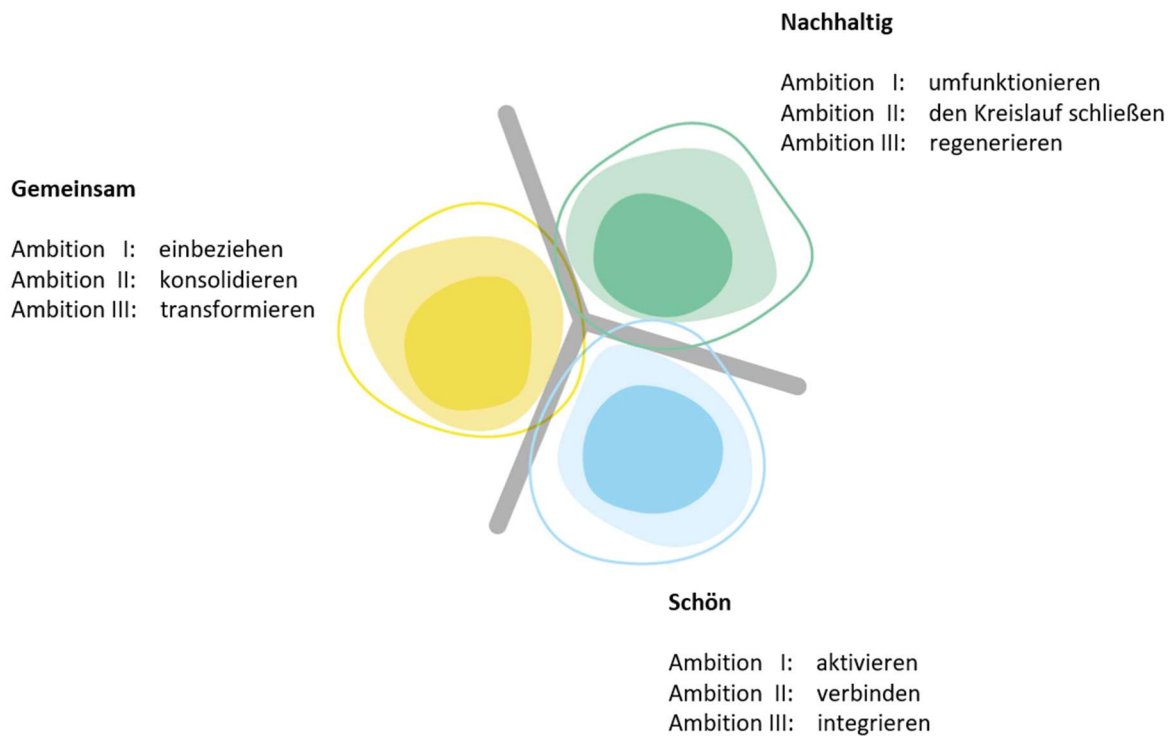 Nachhaltig
Ambition I: umfunktionieren
Ambition II: den Kreislauf schließen
Ambition III: regenerieren
Gemeinsam
Ambition I: einbeziehen
Ambition II: konsolidieren
Ambition III: transformieren
Schön
Ambition I: aktivieren
Ambition II: verbinden
Ambition III: integrieren